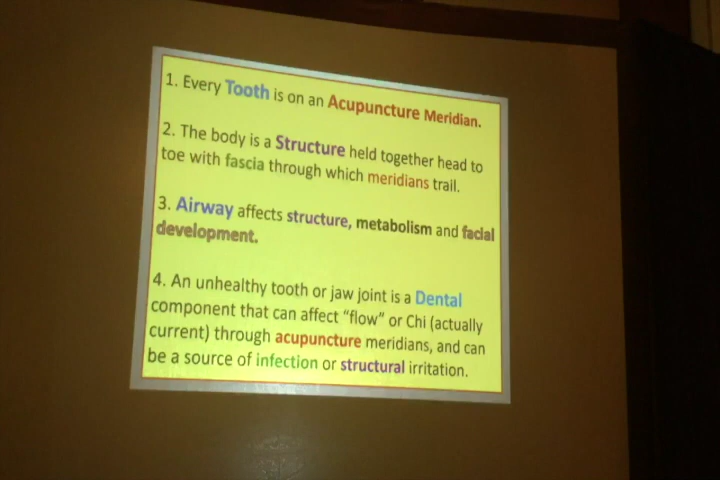 1. Every Tooth is on an Acupuncture Meridian.
2. The body is a Structure held together head to
toe with fascia through which meridians trail.
3. Airway affects structure, metabolism and facial
development.
4. An unhealthy tooth or jaw joint is a Dental
component that can affect “flow” or Chi (actually
current) through acupuncture meridians, and can
be a source of infection or structural irritation.